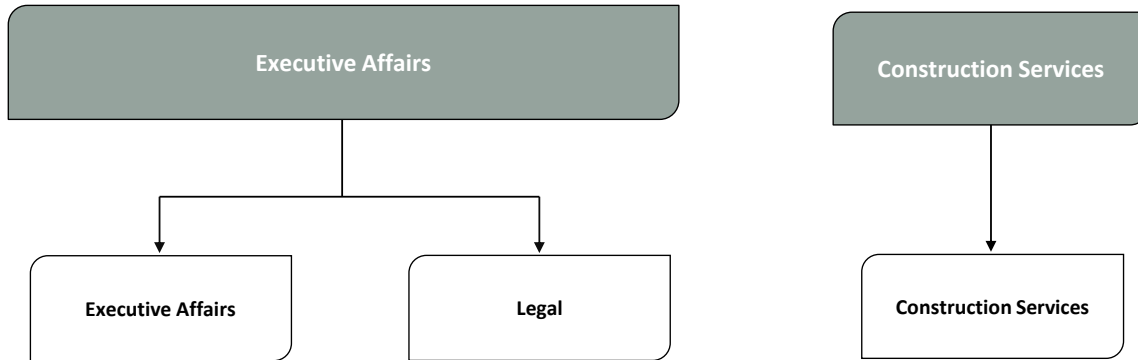 Executive Affairs
Construction Services
Executive Affairs
Legal
Construction Services